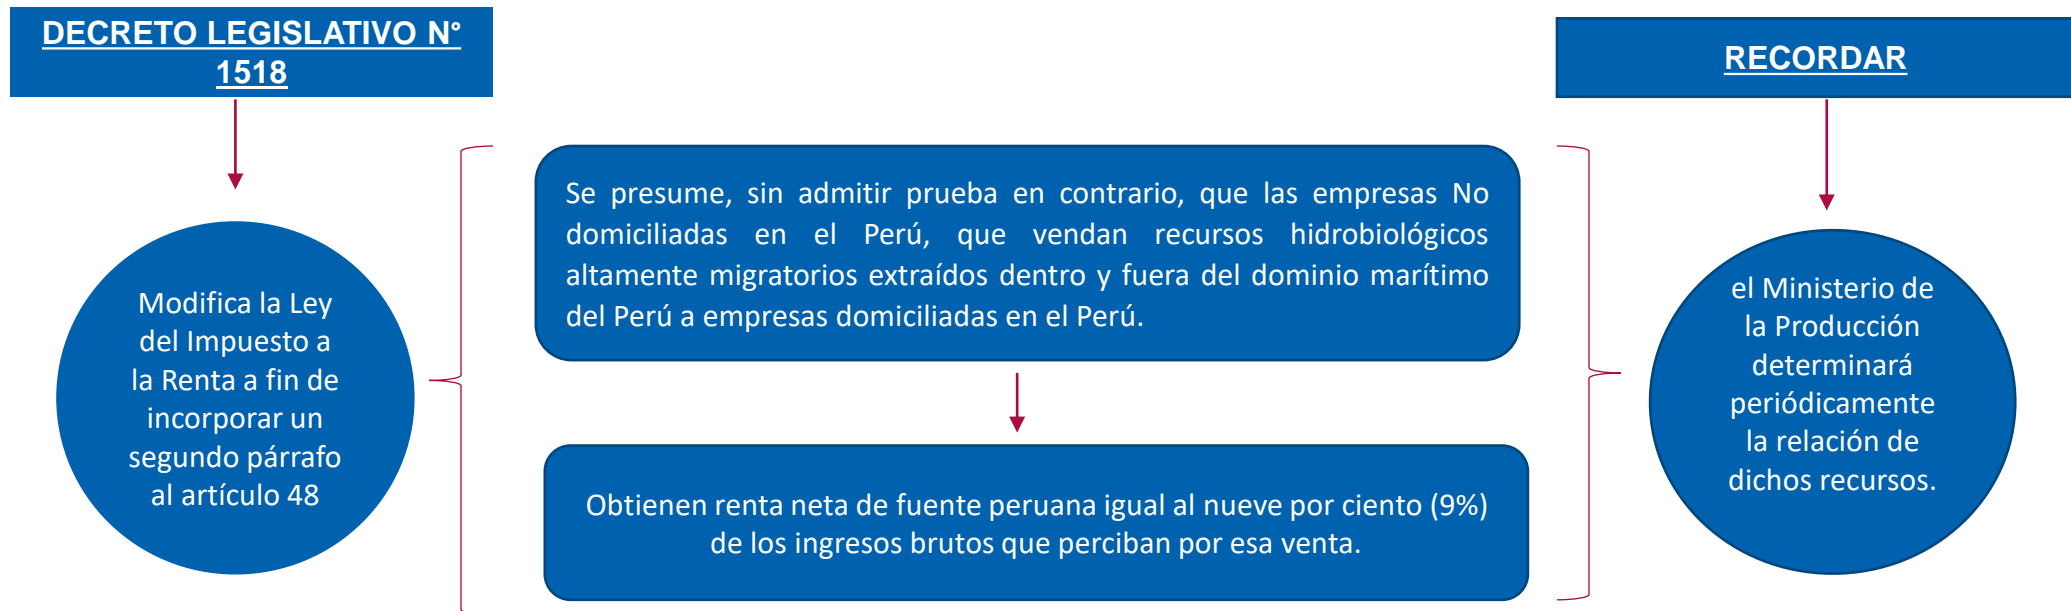 DECRETO LEGISLATIVO N°
1518
Modifica la Ley
del Impuesto a
la Renta a fin de
incorporar un
segundo párrafo
al artículo 48
Se presume, sin admitir prueba en contrario, que las empresas No
domiciliadas en el Perú, que vendan recursos hidrobiológicos
altamente migratorios extraídos dentro y fuera del dominio marítimo
del Perú a empresas domiciliadas en el Perú.
Obtienen renta neta de fuente peruana igual al nueve por ciento (9%)
de los ingresos brutos que perciban por esa venta.
RECORDAR
el Ministerio de
la Producción
determinará
periódicamente
la relación de
dichos recursos.